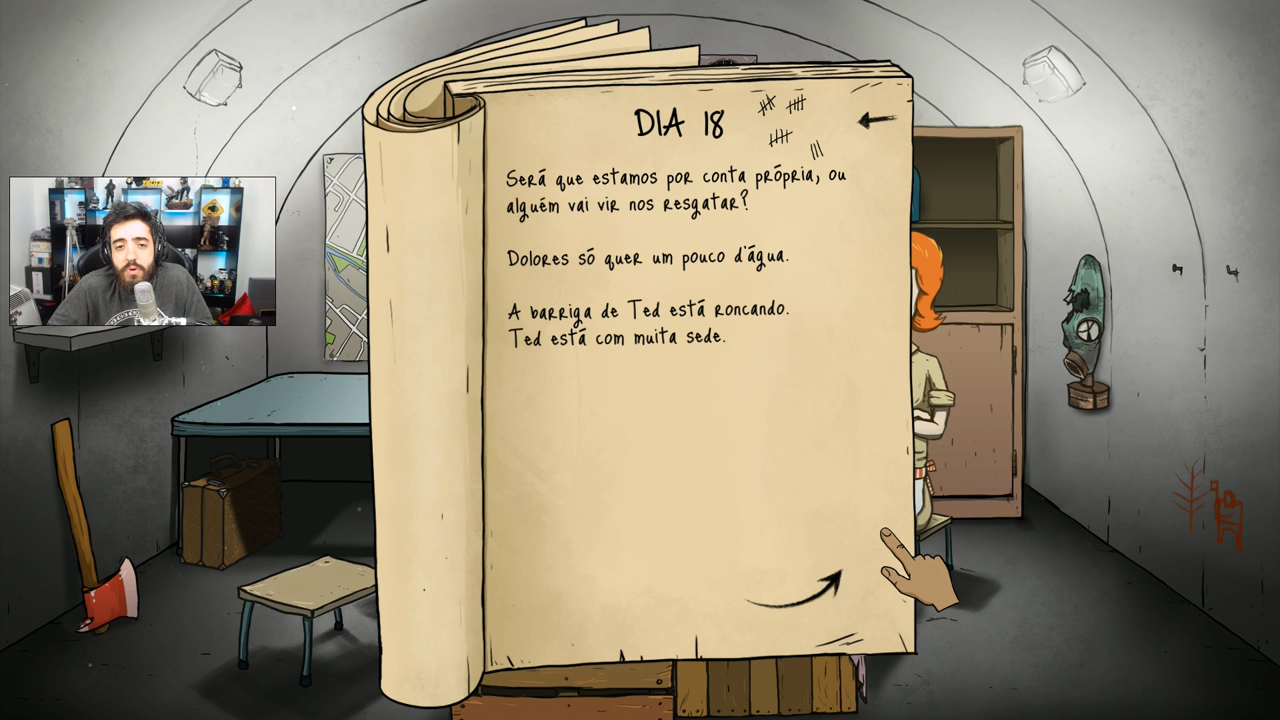 DIA 18
Será que estamos por conta própria, ou
alguém vai vir nos resgatar?
Dolores só quer um pouco d'água.
A barriga de Ted está roncando.
Ted está com muita sede.